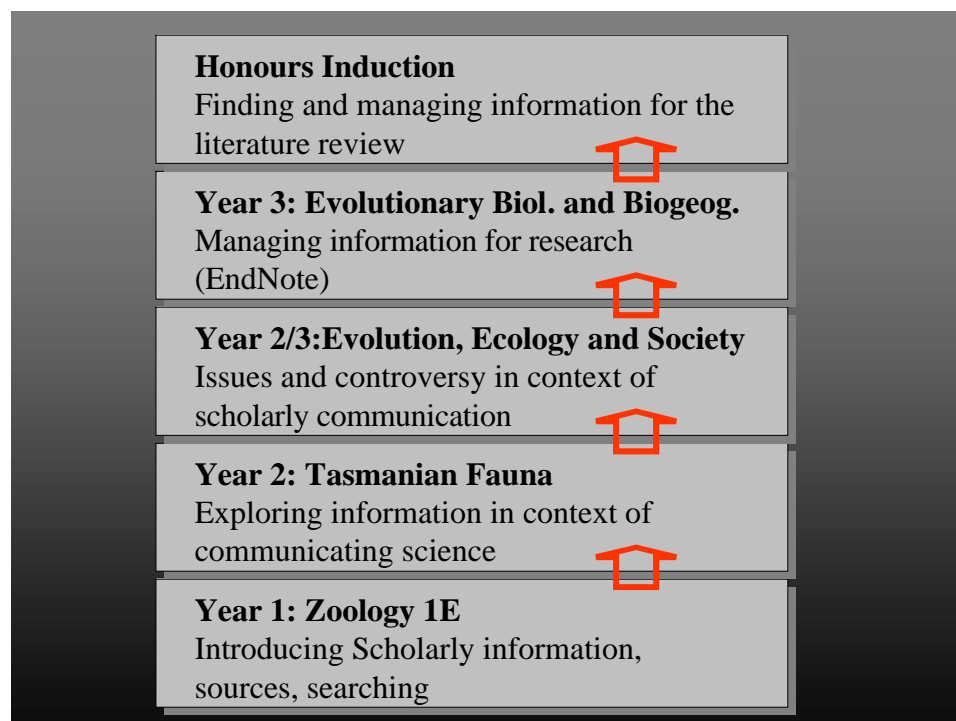 Honours Induction
Finding and managing information for the
literature review
Year 3: Evolutionary Biol. and Biogeog.
Managing information for research
(EndNote)
Year 2/3:Evolution, Ecology and Society
Issues and controversy in context of
scholarly communication
Year 2: Tasmanian Fauna
Exploring information in context of
communicating science
Year 1: Zoology 1E
Introducing Scholarly information,
sources, searching